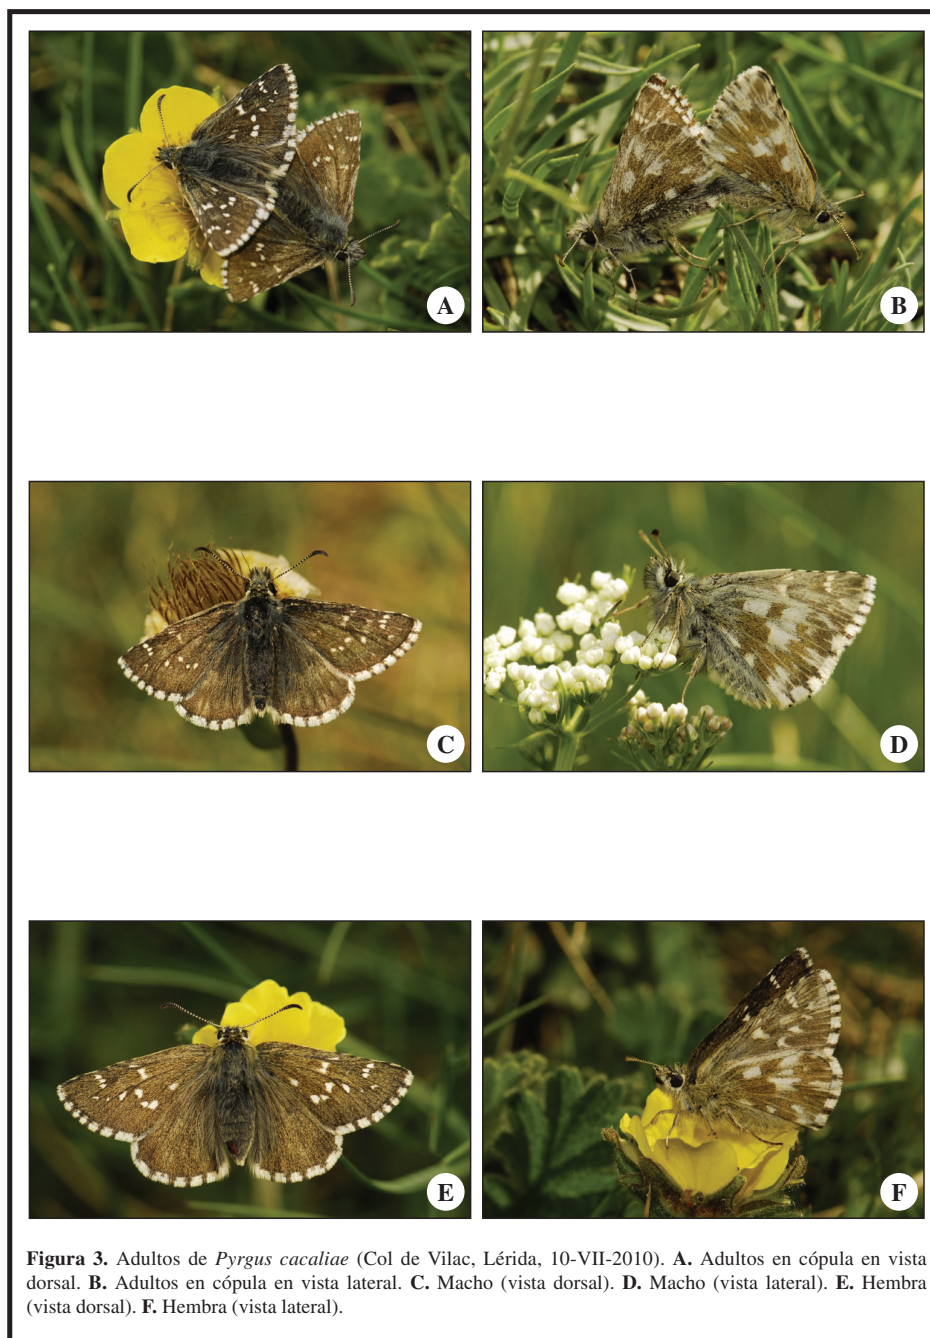 A
B
C
D
E
F
Figura 3. Adultos de Pyrgus cacaliae (Col de Vilac, Lérida, 10-VII-2010). A. Adultos en cópula en vista
dorsal. B. Adultos en cópula en vista lateral. C. Macho (vista dorsal). D. Macho (vista lateral). E. Hembra
(vista dorsal). F. Hembra (vista lateral).